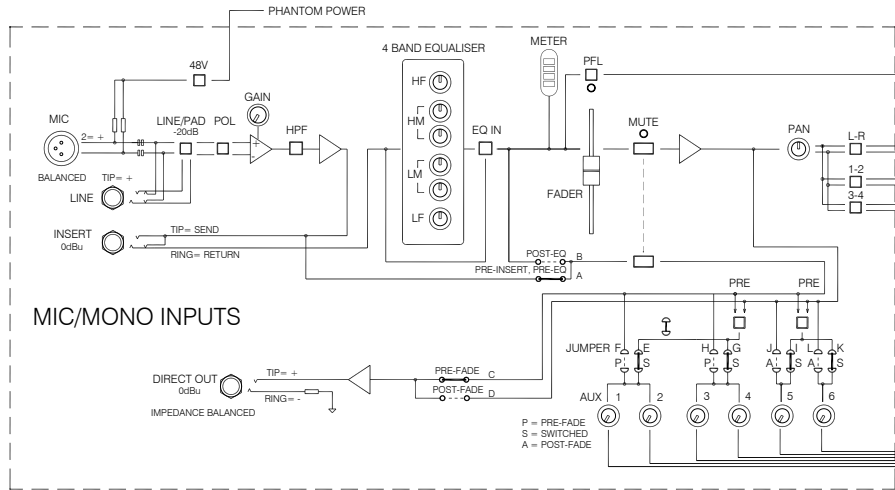 PHANTOM POWER
METER
4 BAND EQUALISER
PFL
48V
HF
GAIN
MIC
LINE/PAD
-20dB
POL
HPF
HM
EQ IN
MUTE
PAN
L-R
2= +
+
-
BALANCED
TIP= +
LM
1-2
LINE
FADER
3-4
LF
INSERT
0dBu
TIP= SEND
RING= RETURN
POST-EQ
B
PRE-INSERT, PRE-EQ
A
PRE
PRE
MIC/MONO INPUTS
JUMPER
F
E
H
G
J
I
L
K
P
S
P
S
A
S
A
S
DIRECT OUT
0dBu
TIP= +
PRE-FADE
C
POST-FADE
D
RING= -
IMPEDANCE BALANCED
AUX
1
2
3
4
5
6
P = PRE-FADE
S = SWITCHED
A = POST-FADE